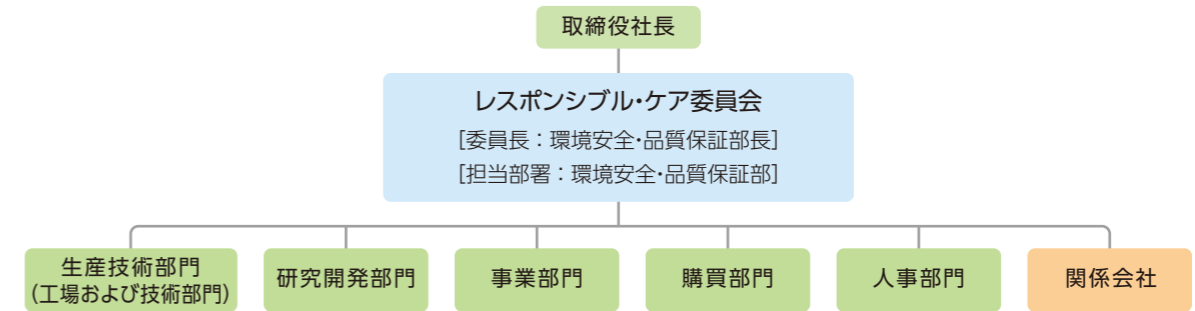 取締役社長
レスポンシブル・ケア委員会
[委員長：環境安全・品質保証部長]
[担当部署：環境安全・品質保証部]
生産技術部門
(工場および技術部門)
研究開発部門
事業部門
購買部門
人事部門
関係会社